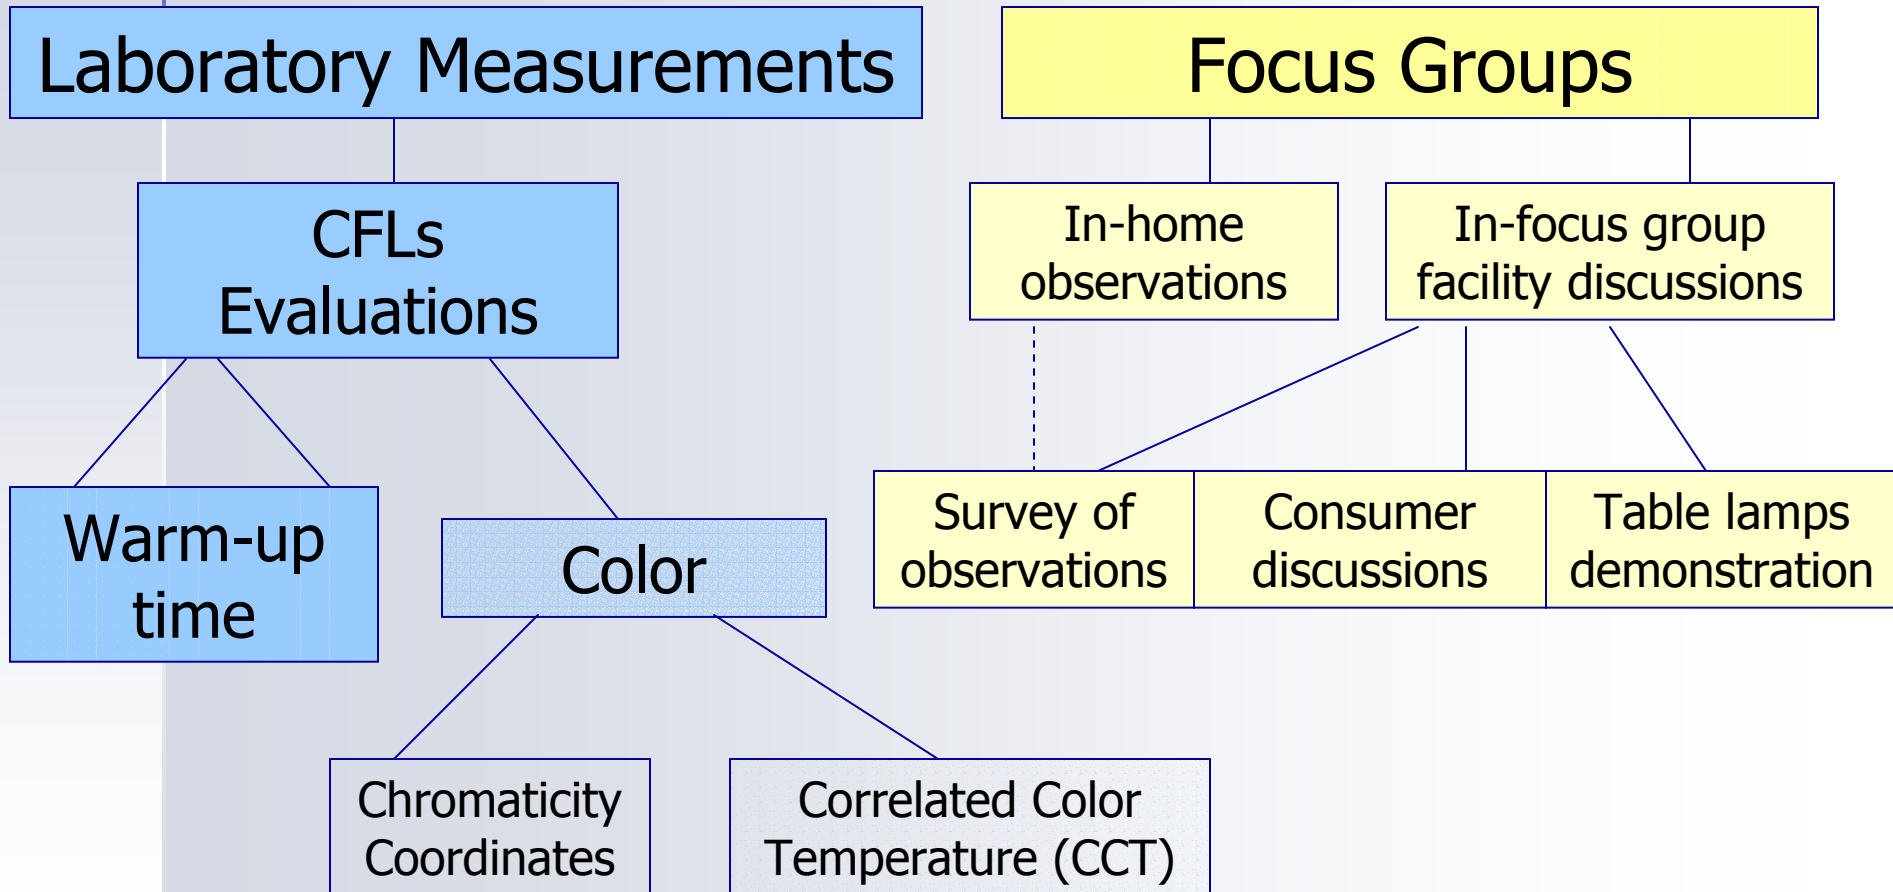 Laboratory Measurements
Focus Groups
CFLs
Evaluations
In-home
observations
In-focus group
facility discussions
Warm-up
time
Color
Survey of
observations
Consumer
discussions
Table lamps
demonstration
Chromaticity
Coordinates
Correlated Color
Temperature (CCT)